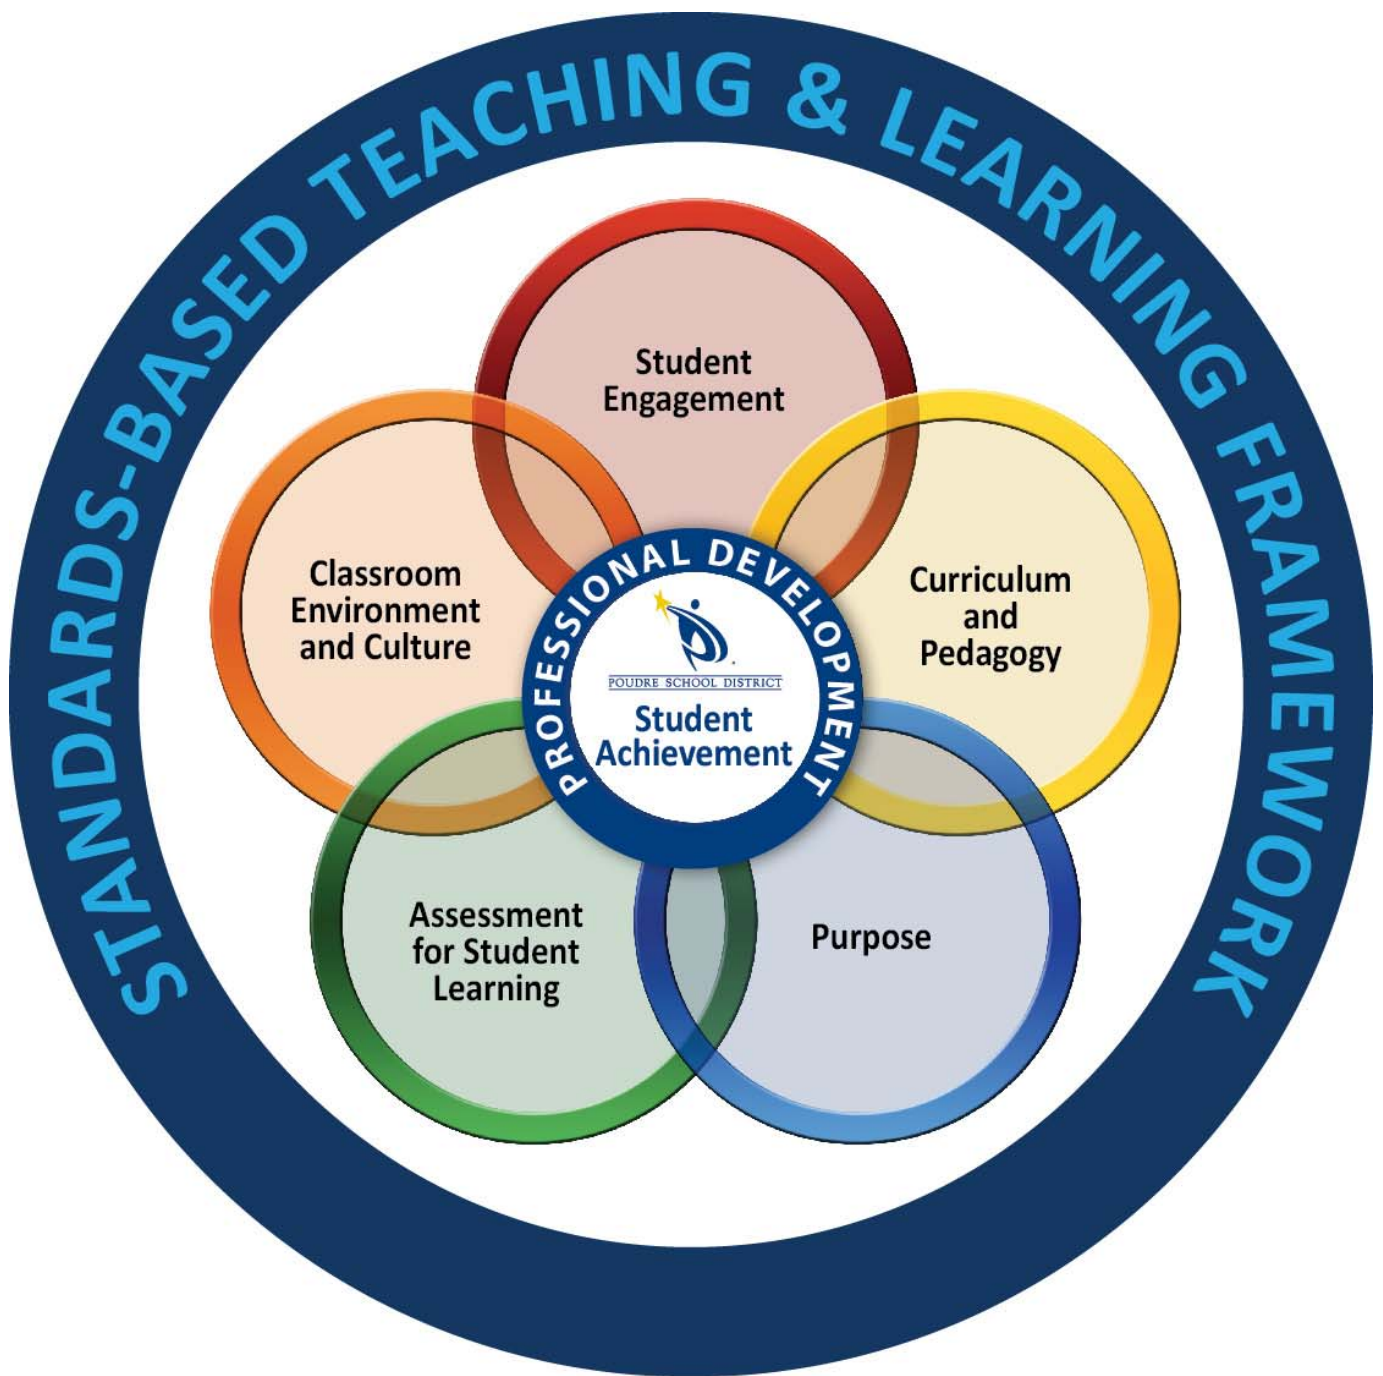 STANDARDS-BASED TEACHING & LEARNING FRAMEWORK
Student
Engagement
Classroom
Environment
and Culture
Curriculum
and
Pedagogy
PROFESSIONAL DEVELOPMENT
POUDRE SCHOOL DISTRICT
Student
Achievement
Assessment
for Student
Learning
Purpose